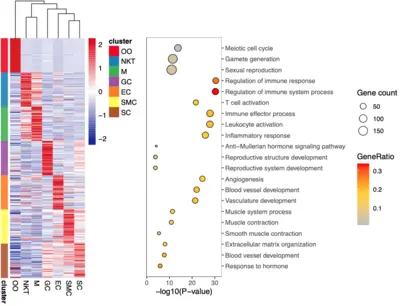 2
1
0
−1
−2
cluster
OO
NKT
M
GC
EC
SMC
SC
OO
NKT
M
GC
EC
SMC
SC
cluster
Meiotic cell cycle
Gamete generation
Sexual reproduction
Regulation of immune response
Regulation of immune system process
T cell activation
Immune effector process
Leukocyte activation
Inflammatory response
Anti−Mullerian hormone signaling pathway
Reproductive structure development
Reproductive system development
Angiogenesis
Blood vessel development
Vasculature development
Muscle system process
Muscle contraction
Smooth muscle contraction
Extracellular matrix organization
Blood vessel development
Response to hormone
0 10 20 30
−log10(P−value)
Gene count
50
100
150
GeneRatio
0.3
0.2
0.1